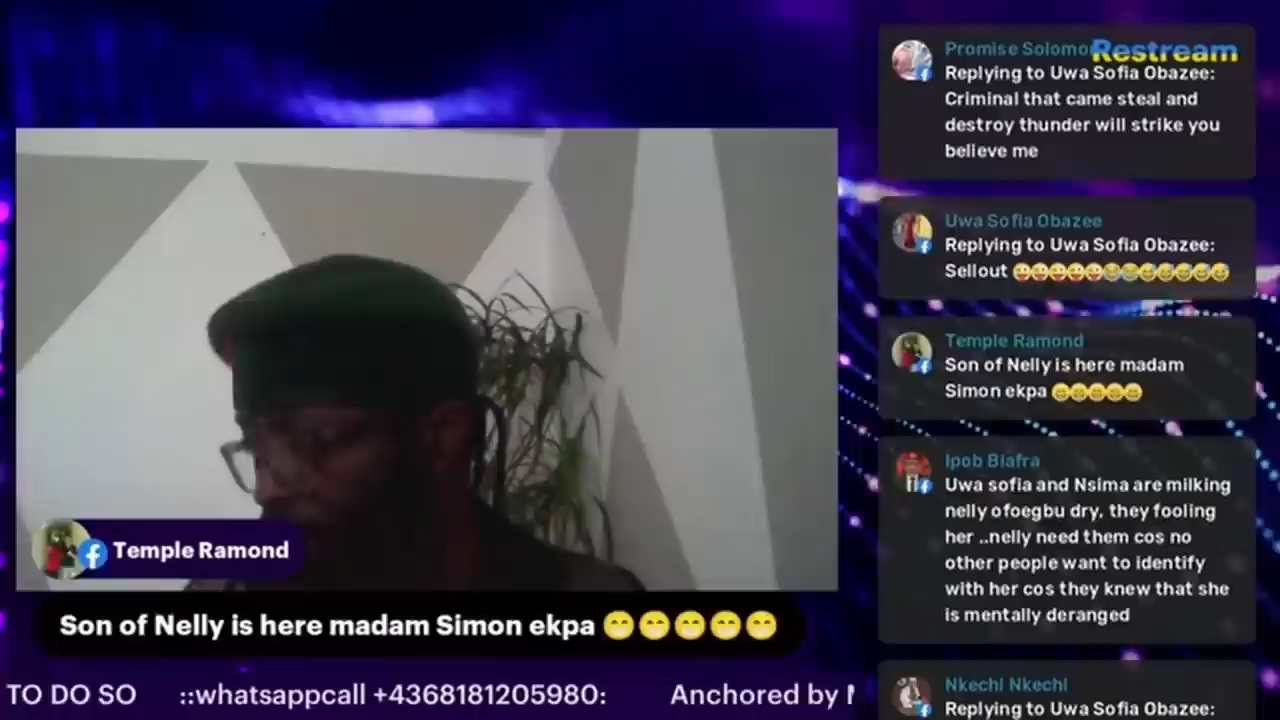 Promise Solomo
Restream
Replying to Uwa Sofia Obazee:
Criminal that came steal and
destroy thunder will strike you
believe me
Uwa Sofia Obazee
Replying to Uwa Sofia Obazee:
Sellout 😜😜😜😜😜😂😂😅😅😅😅😅
Temple Ramond
Son of Nelly is here madam
Simon ekpa 😁😁😁😁😁
Ipob Biafra
Uwa sofia and Nsima are milking
nelly ofoegbu dry, they fooling
her ..nelly need them cos no
other people want to identify
with her cos they knew that she
is mentally deranged
Nkechi Nkechi
Replying to Uwa Sofia Obazee:
Temple Ramond
Son of Nelly is here madam Simon ekpa 😁😁😁😁😁
TO DO SO ::whatsappcall +4368181205980: Anchored by